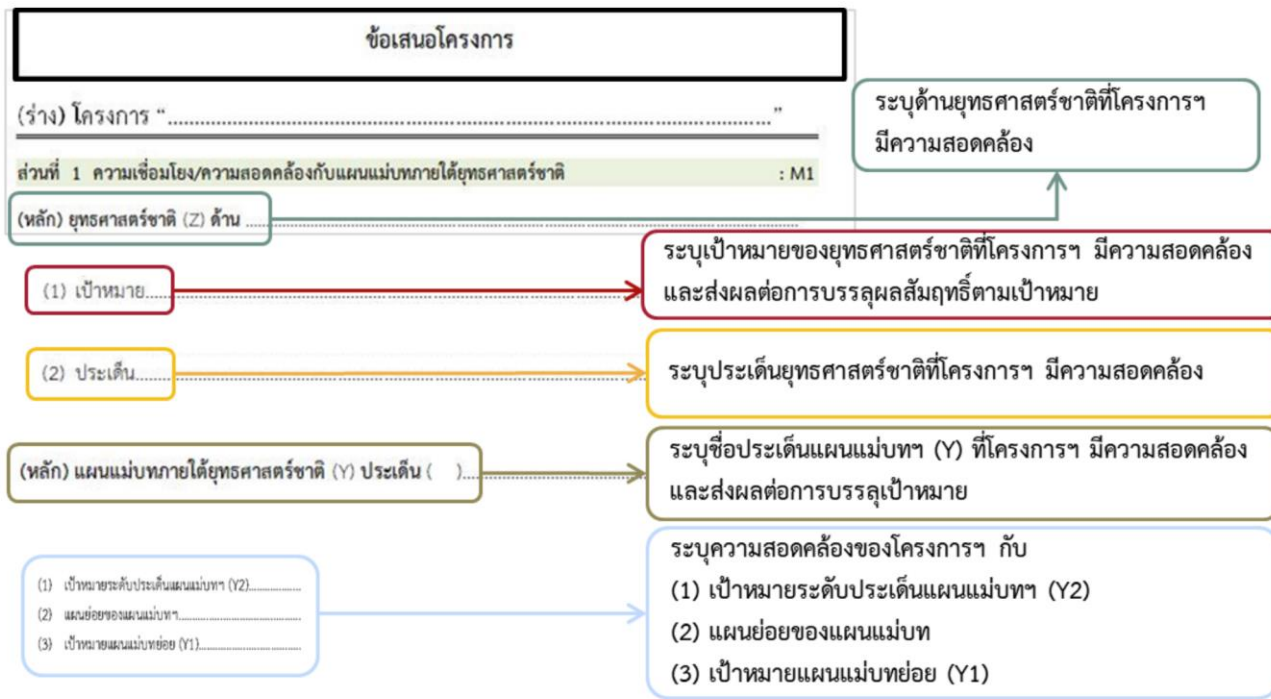 ข้อเสนอโครงการ
(ร่าง) โครงการ “..........................................................................................”
ส่วนที่ 1 ความเชื่อมโยง/ความสอดคล้องกับแผนแม่บทภายใต้ยุทธศาสตร์ชาติ : M1
(หลัก) ยุทธศาสตร์ชาติ (Z) ด้าน ..........................................................................................
ระบุด้านยุทธศาสตร์ชาติที่โครงการฯ
มีความสอดคล้อง
(1) เป้าหมาย..........................................................................................
ระบุเป้าหมายของยุทธศาสตร์ชาติที่โครงการฯ มีความสอดคล้อง
และส่งผลต่อการบรรลุผลสัมฤทธิ์ตามเป้าหมาย
(2) ประเด็น..........................................................................................
ระบุประเด็นยุทธศาสตร์ชาติที่โครงการฯ มีความสอดคล้อง
(หลัก) แผนแม่บทภายใต้ยุทธศาสตร์ชาติ (Y) ประเด็น ( )........................................
ระบุชื่อประเด็นแผนแม่บทฯ (Y) ที่โครงการฯ มีความสอดคล้อง
และส่งผลต่อการบรรลุเป้าหมาย
(1) เป้าหมายระดับประเด็นแผนแม่บทฯ (Y2)..................
(2) แผนย่อยของแผนแม่บทฯ..............................
(3) เป้าหมายแผนแม่บทย่อย (Y1)..........................
ระบุความสอดคล้องของโครงการฯ กับ
(1) เป้าหมายระดับประเด็นแผนแม่บทฯ (Y2)
(2) แผนย่อยของแผนแม่บท
(3) เป้าหมายแผนแม่บทย่อย (Y1)